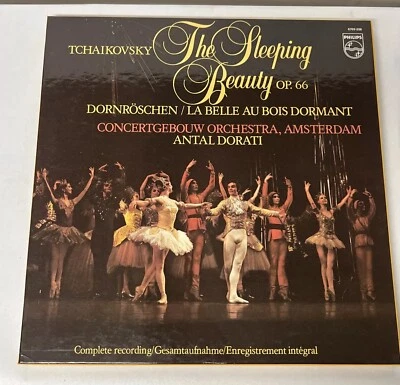 TCHAIKOVSKY The Sleeping
Beauty OP. 66
DORNRÖSCHEN / LA BELLE AU BOIS DORMANT
CONCERTGEBOUW ORCHESTRA, AMSTERDAM
ANTAL DORATI
PHILIPS
Complete recording/Gesamtaufnahme/Enregistrement intégral